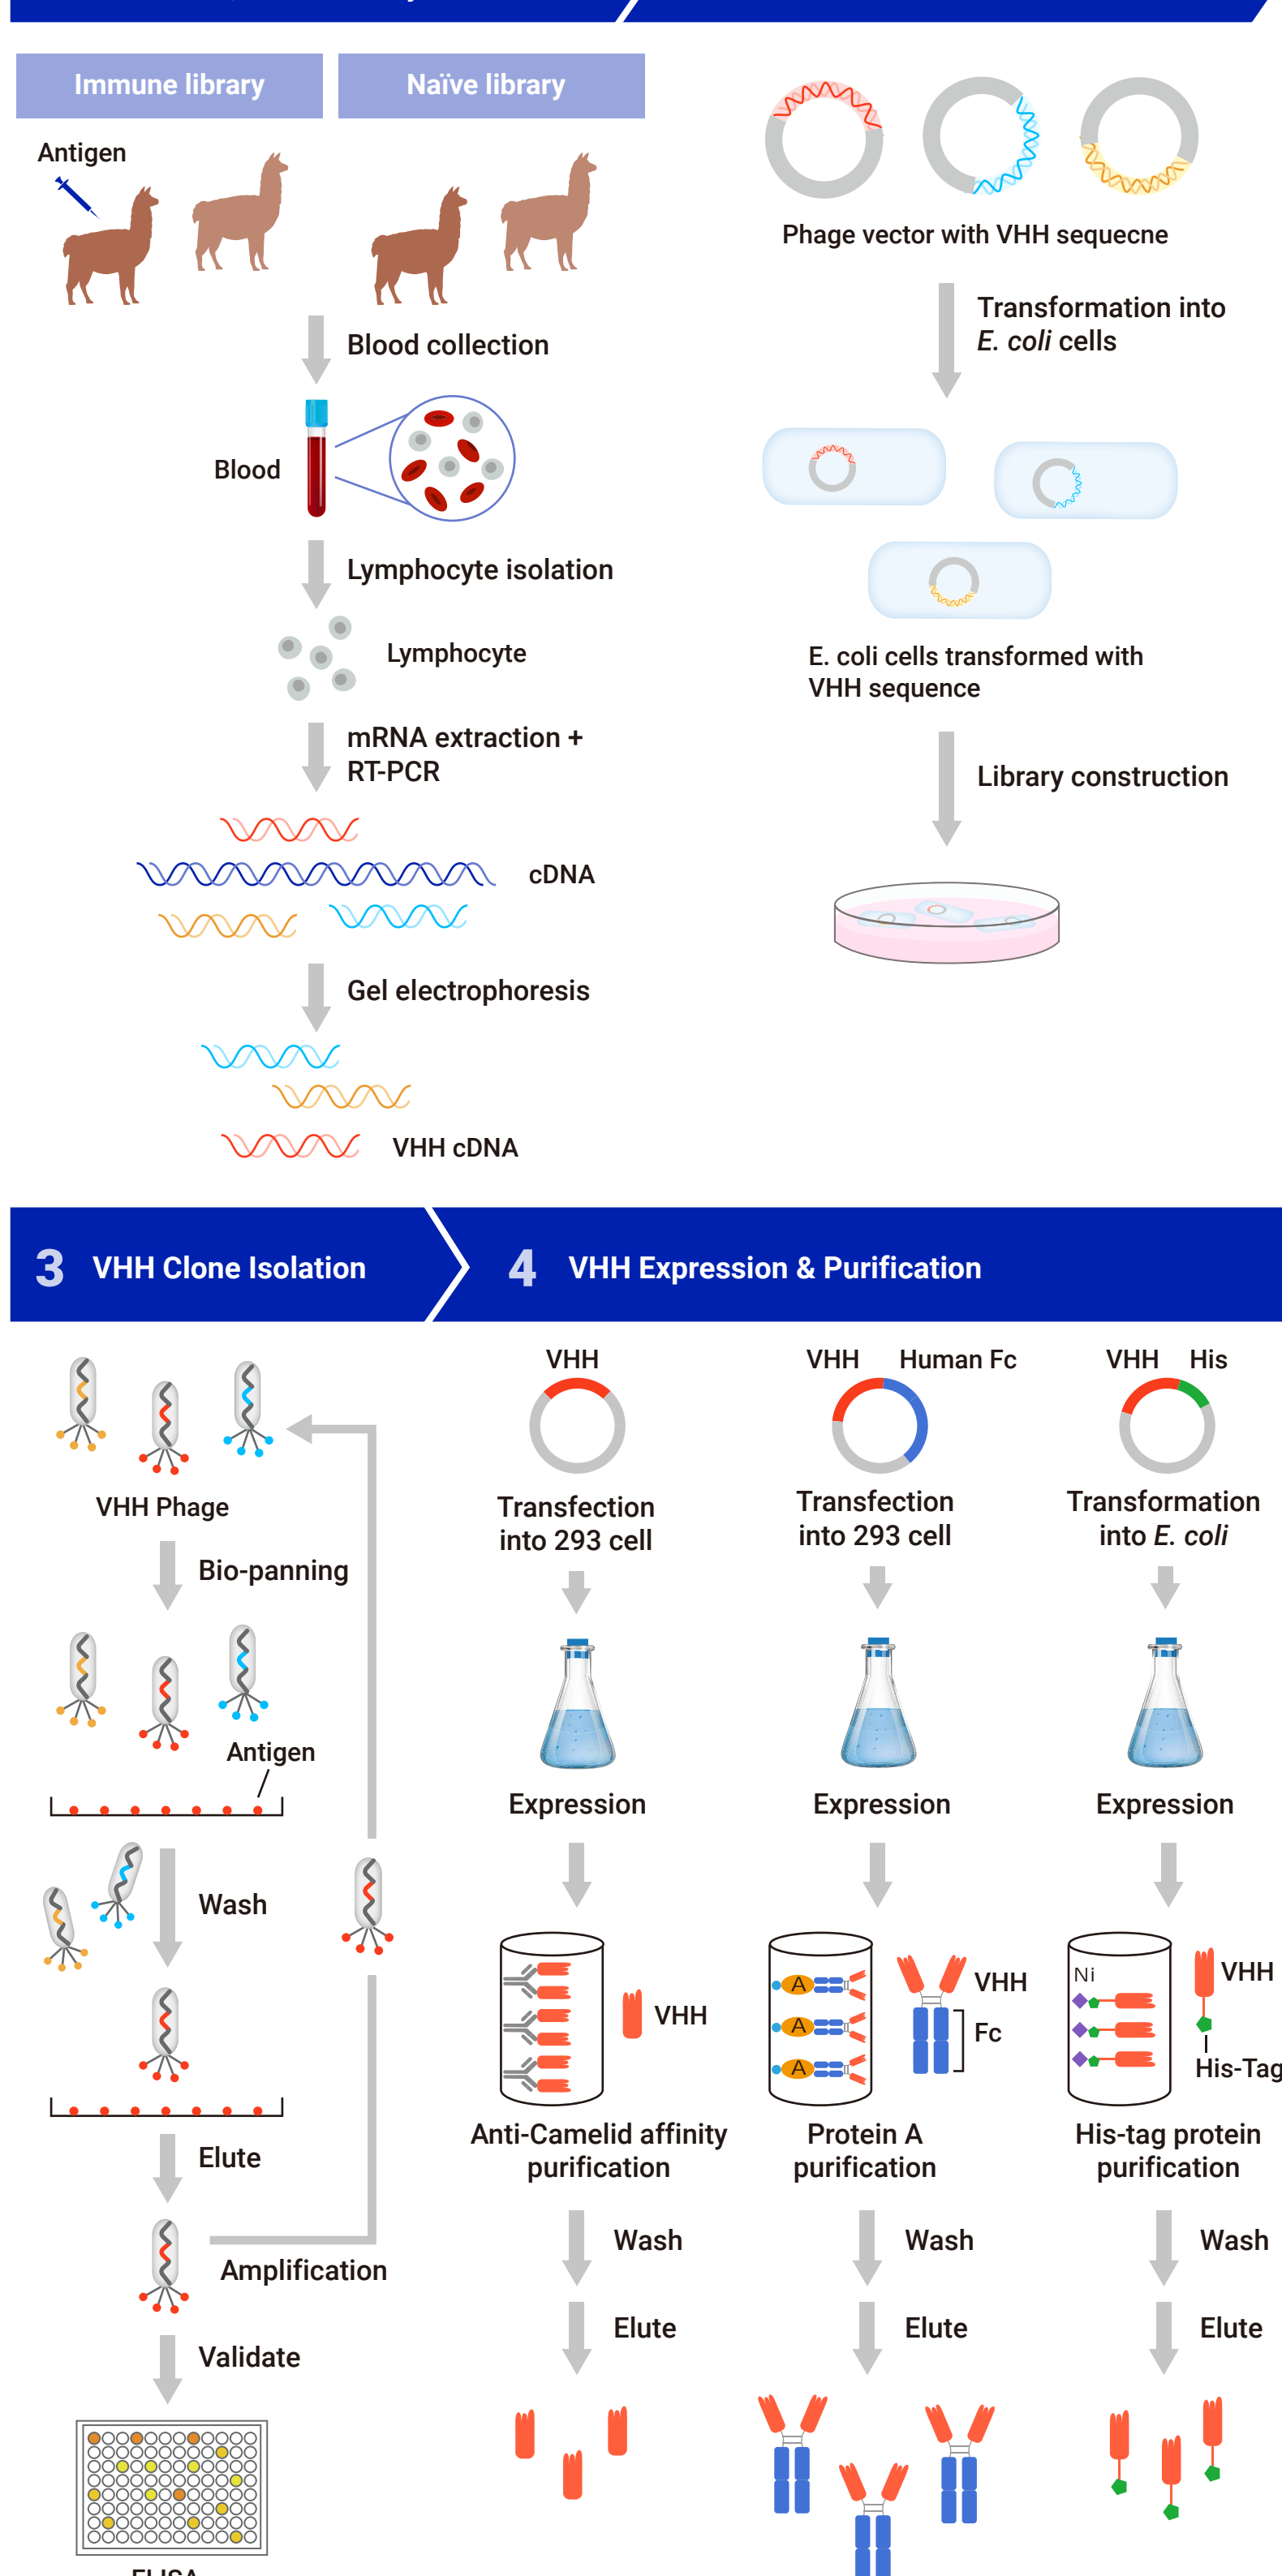 Immune library
Naïve library
Antigen
Blood collection
Blood
Lymphocyte isolation
Lymphocyte
mRNA extraction +
RT-PCR
cDNA
Gel electrophoresis
VHH cDNA
Phage vector with VHH sequecne
Transformation into
E. coli cells
E. coli cells transformed with
VHH sequence
Library construction
3 VHH Clone Isolation
4 VHH Expression & Purification
VHH Phage
Bio-panning
Antigen
Wash
Elute
Amplification
Validate
ELISA
VHH
Transfection
into 293 cell
Expression
VHH
Anti-Camelid affinity
purification
Wash
Elute
VHH Human Fc
Transfection
into 293 cell
Expression
A
A
A
VHH
Fc
Protein A
purification
Wash
Elute
VHH His
Transformation
into E. coli
Expression
Ni
VHH
His-Tag
His-tag protein
purification
Wash
Elute